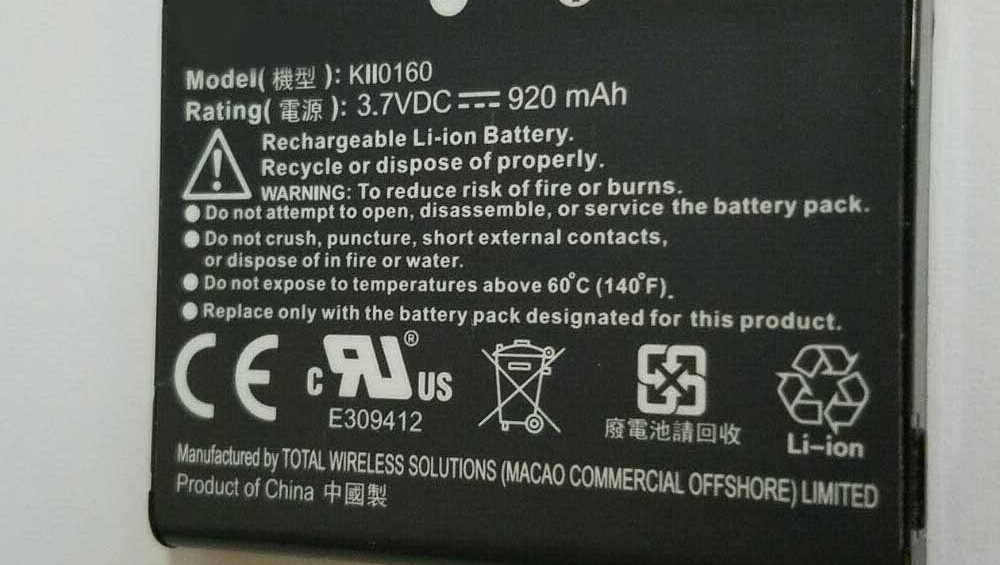 Model( 機型 ): KII0160
Rating( 電源 ): 3.7VDC ⎓ 920 mAh
Rechargeable Li-ion Battery.
Recycle or dispose of properly.
WARNING: To reduce risk of fire or burns.
● Do not attempt to open, disassemble, or service the battery pack.
● Do not crush, puncture, short external contacts,
or dispose of in fire or water.
● Do not expose to temperatures above 60°C (140°F).
● Replace only with the battery pack designated for this product.
CE
c RU® US
E309412
廢電池請回收
Li-ion
Manufactured by TOTAL WIRELESS SOLUTIONS (MACAO COMMERCIAL OFFSHORE) LIMITED
Product of China 中國製